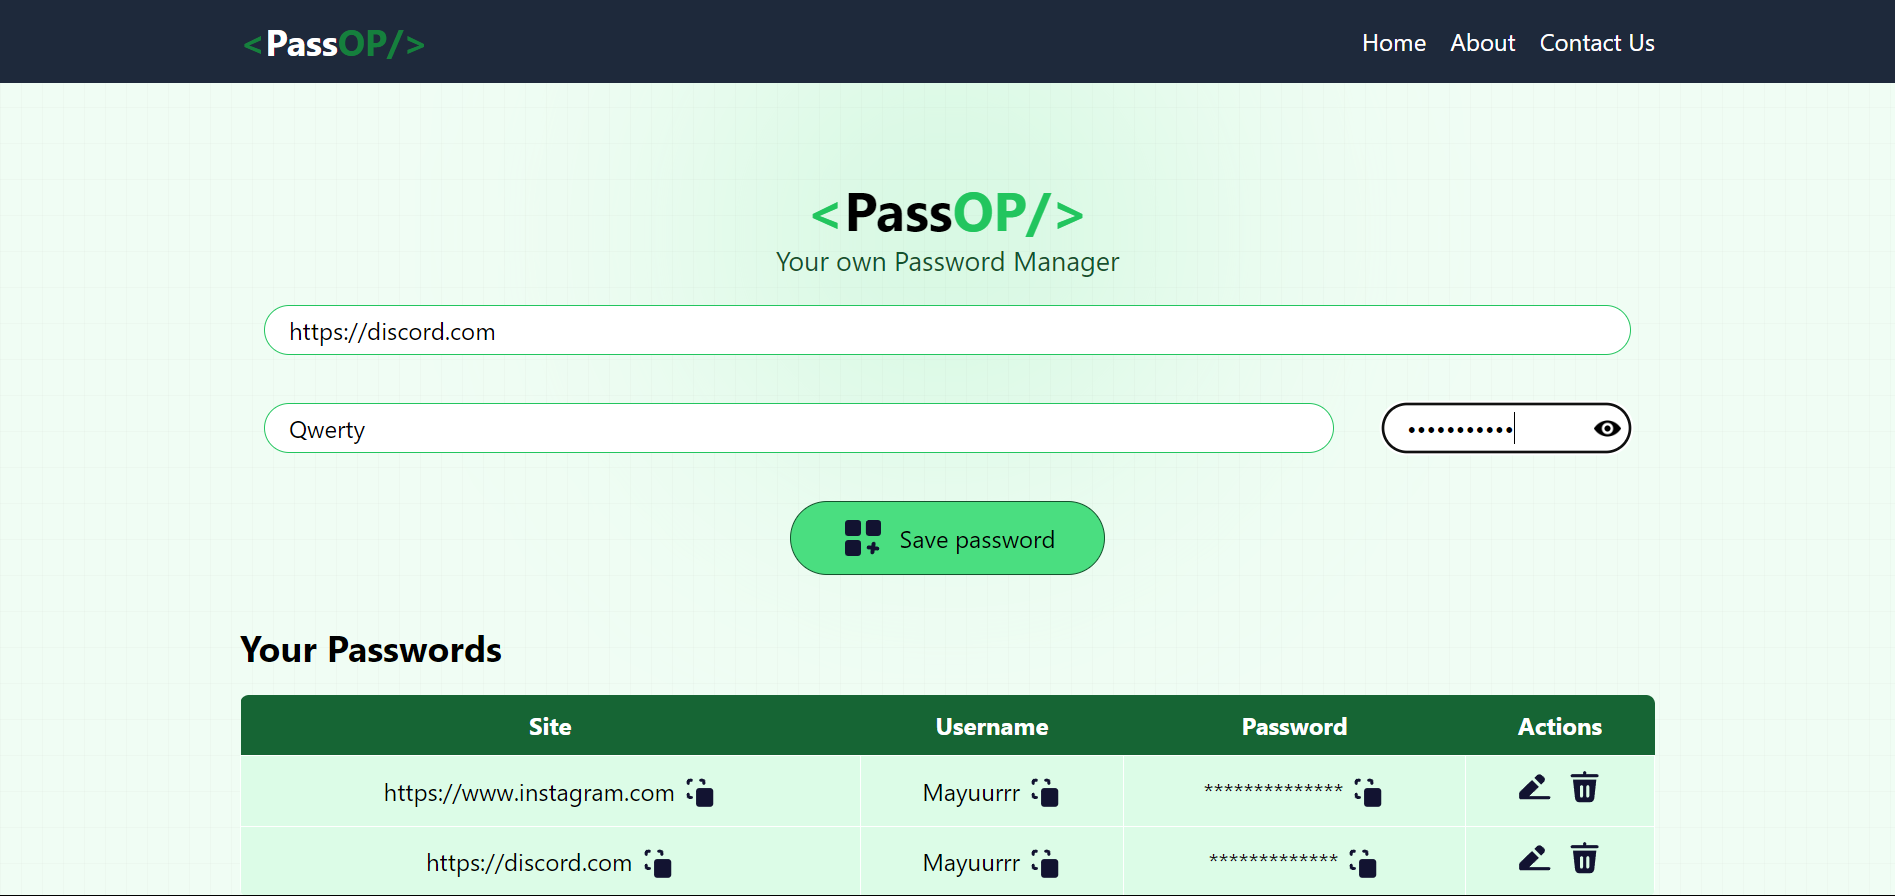 <PassOP/>
Home About Contact Us
<PassOP/>
Your own Password Manager
https://discord.com
Qwerty •••••••••••
Save password
Your Passwords
Site Username Password Actions
https://www.instagram.com Mayuurrr **************
https://discord.com Mayuurrr *************